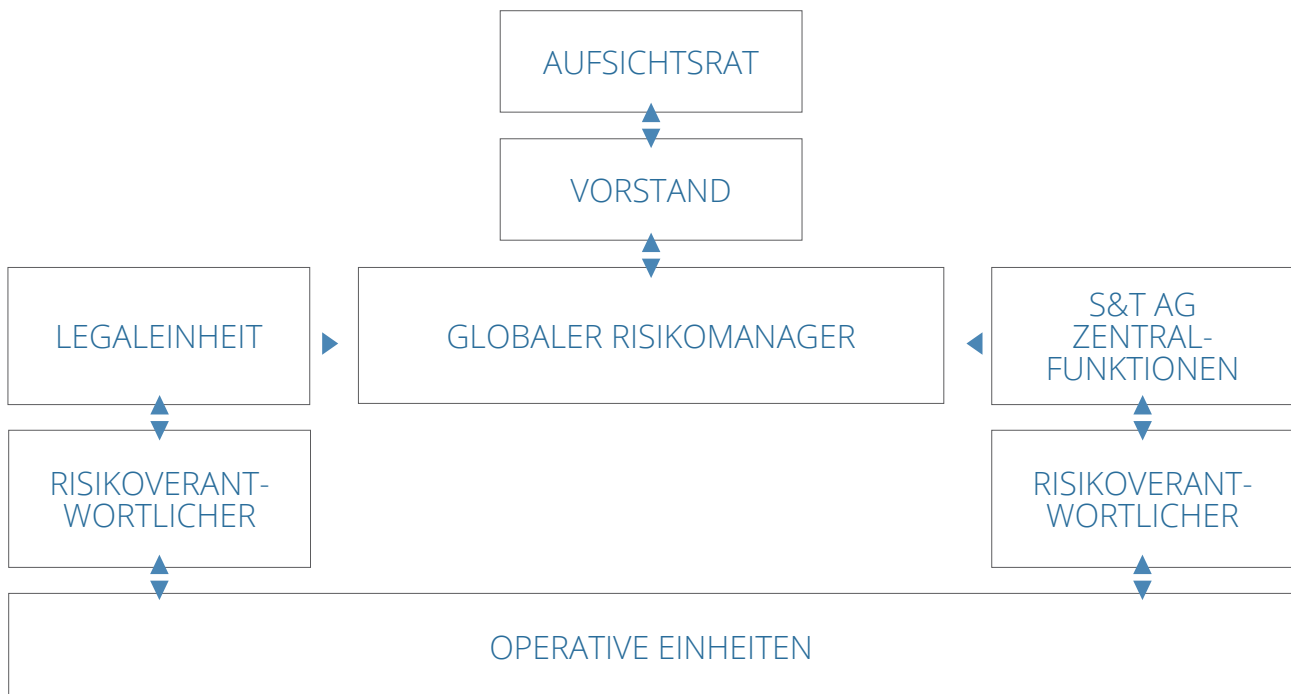 AUFSICHTSRAT
VORSTAND
LEGALEINHEIT
GLOBALER RISIKOMANAGER
S&T AG
ZENTRAL-
FUNKTIONEN
RISIKOVERANT-
WORTLICHER
RISIKOVERANT-
WORTLICHER
OPERATIVE EINHEITEN